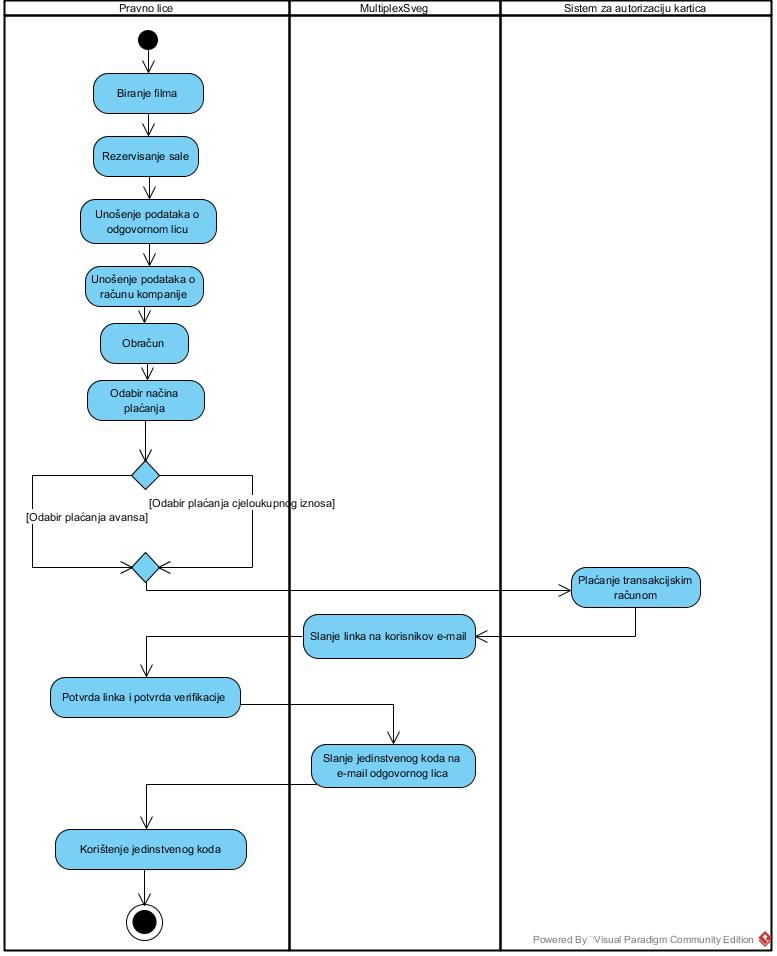 Pravno lice
MultiplexSveg
Sistem za autorizaciju kartica
Biranje filma
Rezervisanje sale
Unošenje podataka o
odgovornom licu
Unošenje podataka o
računu kompanije
Obračun
Odabir načina
plaćanja
[Odabir plaćanja cjeloukupnog iznosa]
[Odabir plaćanja avansa]
Plaćanje transakcijskim
računom
Slanje linka na korisnikov e-mail
Potvrda linka i potvrda verifikacije
Slanje jedinstvenog koda na
e-mail odgovornog lica
Korištenje jedinstvenog koda
Powered By Visual Paradigm Community Edition